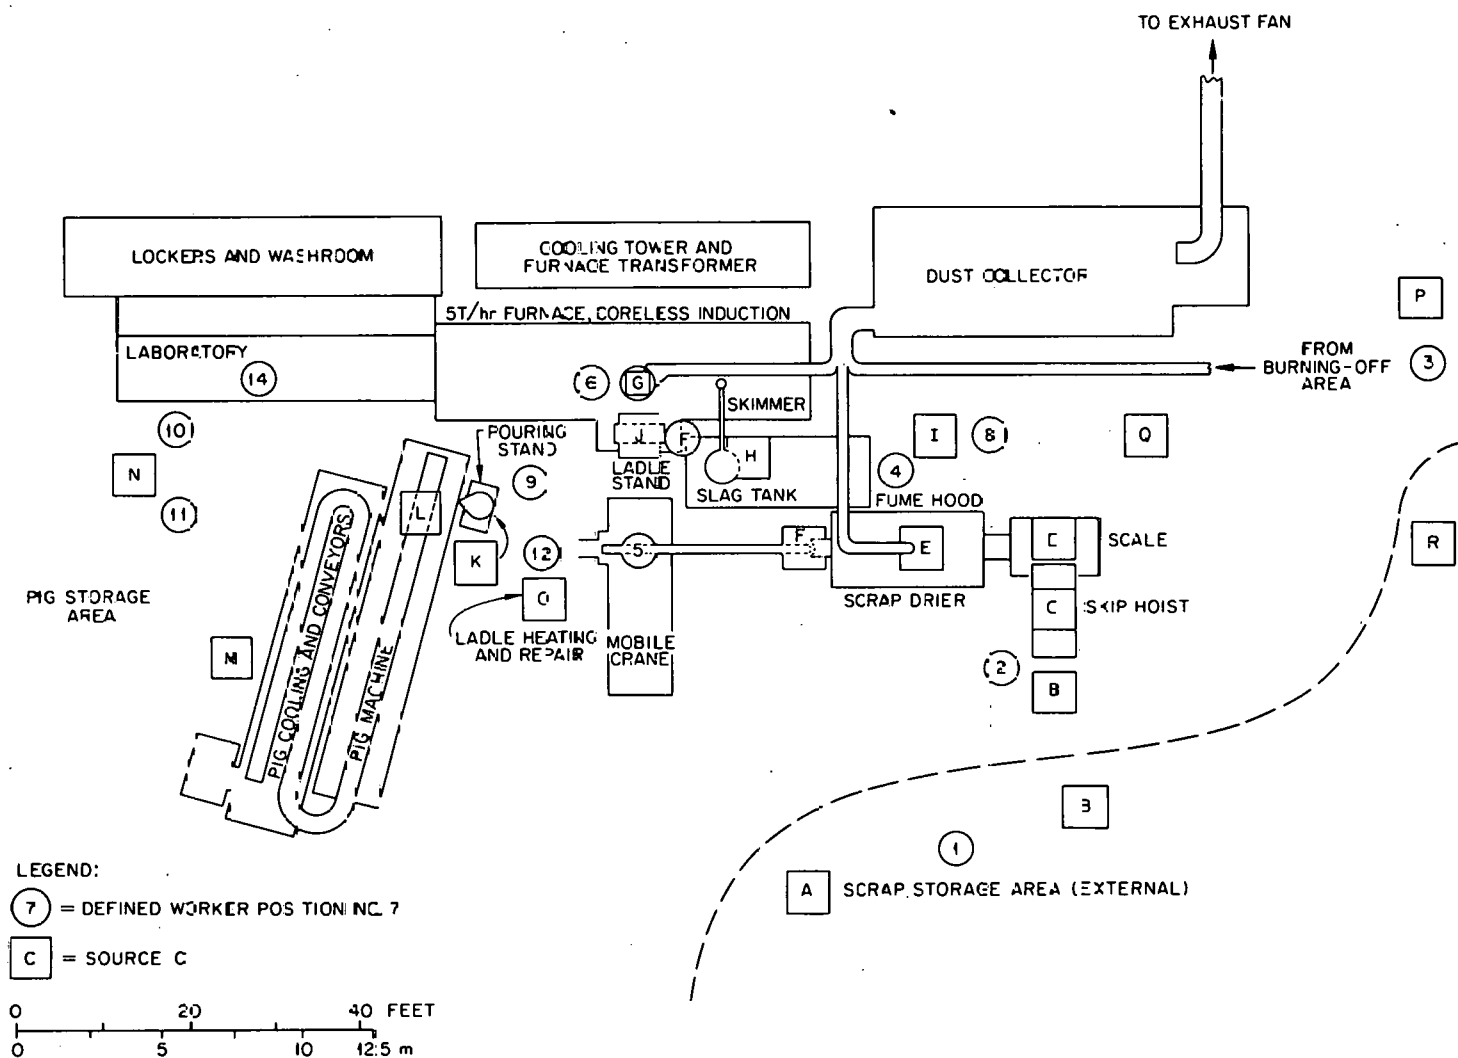 TO EXHAUST FAN
LOCKERS AND WASHROOM
COOLING TOWER AND
FURNACE TRANSFORMER
DUST COLLECTOR
P
5T/hr FURNACE, CORELESS INDUCTION
LABORATORY
14
6
G
SKIMMER
FROM
BURNING-OFF
AREA
3
10
POURING
STAND
J
F
H
I
8
Q
N
9
LADLE
STAND
SLAG TANK
4
FUME HOOD
11
L
K
12
5
F
E
C
SCALE
R
PIG STORAGE
AREA
O
SCRAP DRIER
C
SKIP HOIST
LADLE HEATING
AND REPAIR
MOBILE
CRANE
M
PIG COOLING AND CONVEYORS
PIG MACHINE
2
B
B
1
A
SCRAP STORAGE AREA (EXTERNAL)
LEGEND:
7 = DEFINED WORKER POSITION NO. 7
C = SOURCE C
0 20 40 FEET
0 5 10 12.5 m